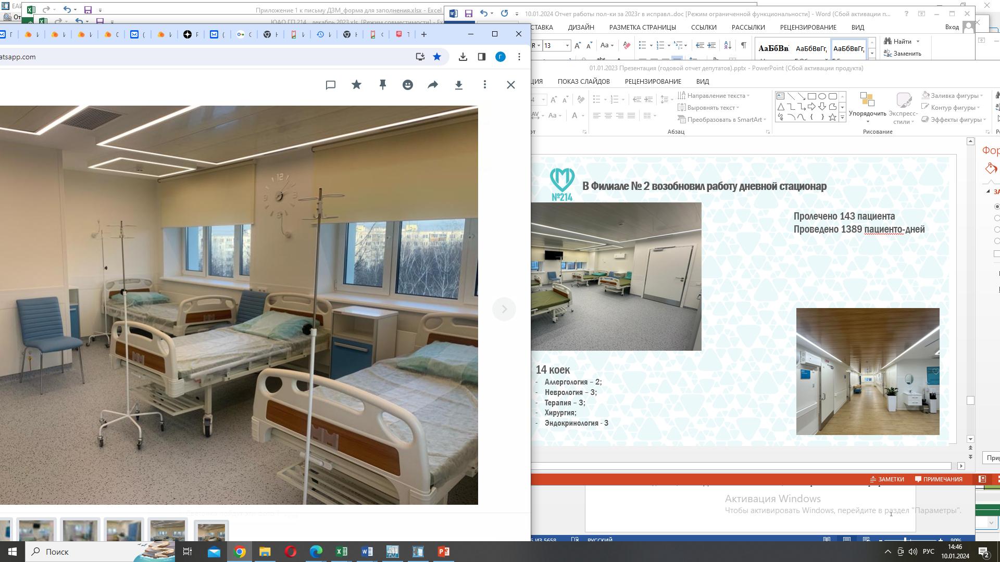 Приложение 1 к письму ДЗМ_форма для заполнения.xlsx - Excel
10.01.2024 Отчет работы пол-ки за 2023г в исправл..doc [Режим ограниченной функциональности] - Word (Сбой активации п...
ДИЗАЙН РАЗМЕТКА СТРАНИЦЫ ССЫЛКИ РАССЫЛКИ РЕЦЕНЗИРОВАНИЕ ВИД Вход
atsapp.com
13
АаБбВв АаБбВвГг, АаБбВвГг,
Найти
Заменить
01.01.2023 Презентация (годовой отчет депутатов).pptx - PowerPoint (Сбой активации продукта)
ПОКАЗ СЛАЙДОВ РЕЦЕНЗИРОВАНИЕ ВИД
Направление текста
Выровнять текст
Преобразовать в SmartArt
Абзац
Упорядочить
Экспресс-
стили
Заливка фигуры
Контур фигуры
Эффекты фигуры
Рисование
№214
В Филиале № 2 возобновил работу дневной стационар
Пролечено 143 пациента
Проведено 1389 пациенто-дней
14 коек
- Аллергология – 2;
- Неврология – 3;
- Терапия – 3;
- Хирургия;
- Эндокринология - 3
ЗАМЕТКИ ПРИМЕЧАНИЯ
Активация Windows
Чтобы активировать Windows, перейдите в раздел "Параметры".
1
РУССКИЙ
80%
Поиск
РУС
14:46
10.01.2024
2